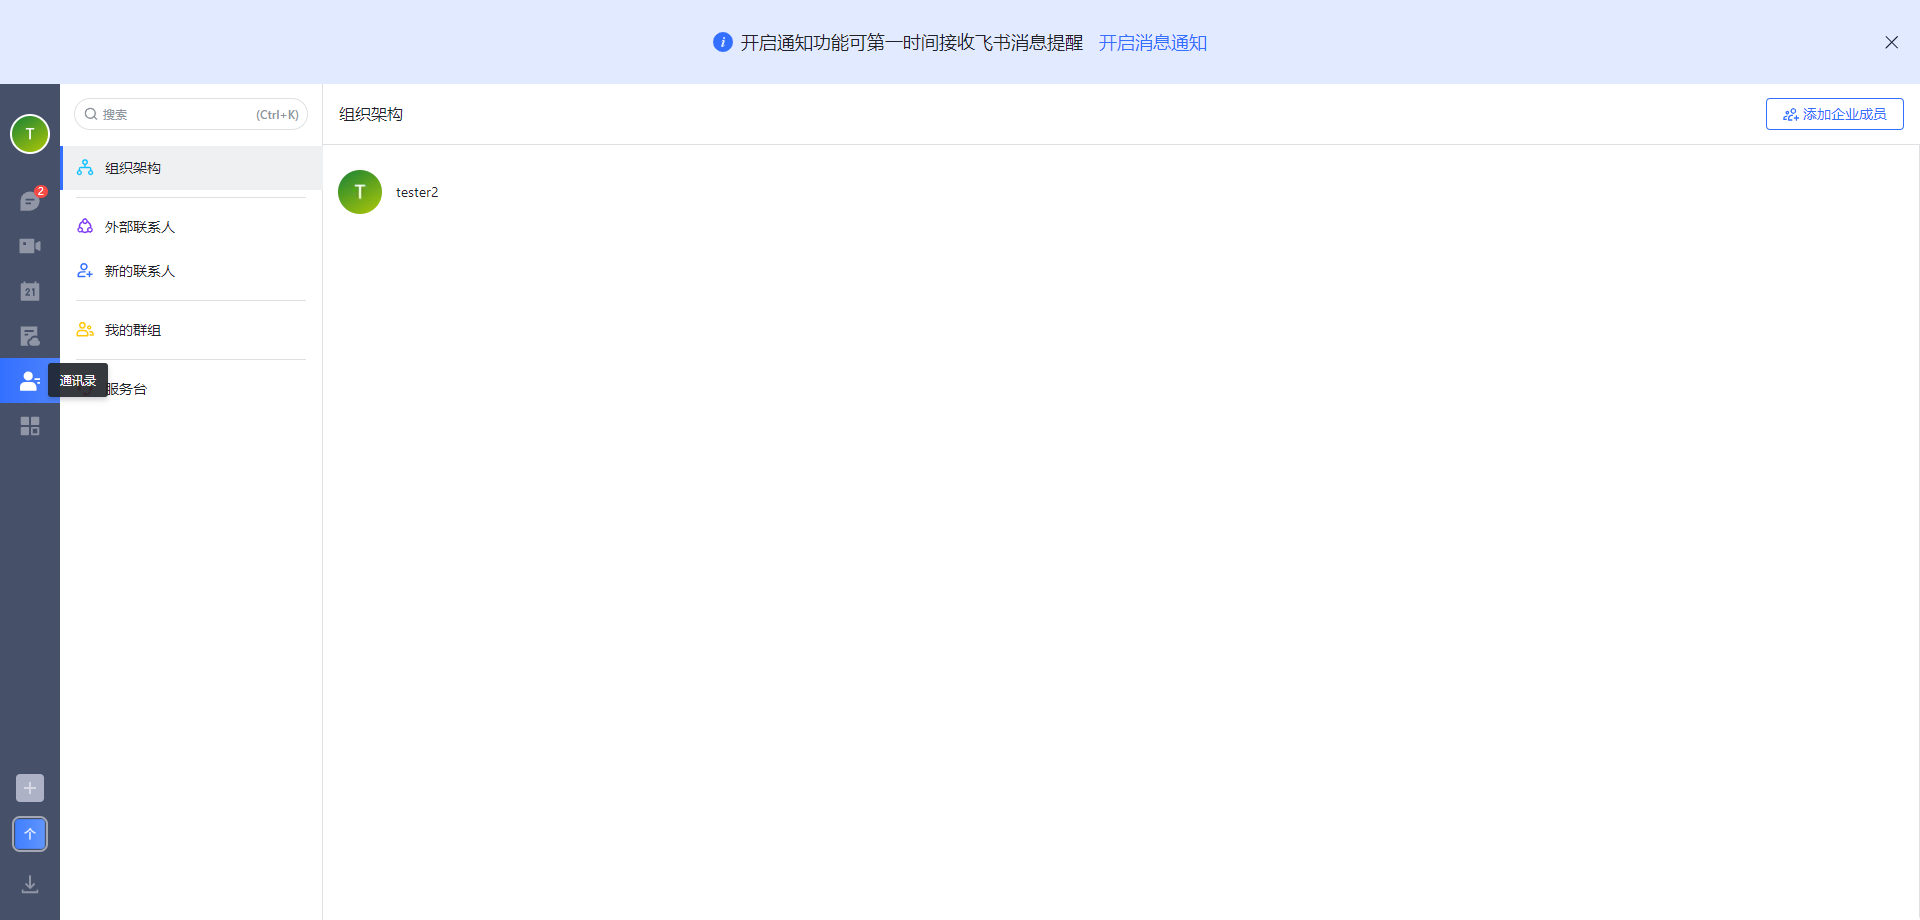 开启通知功能可第一时间接收飞书消息提醒 开启消息通知
T
2
21
通讯录
搜索 (Ctrl+K)
组织架构
外部联系人
新的联系人
我的群组
服务台
组织架构
添加企业成员
T tester2
个